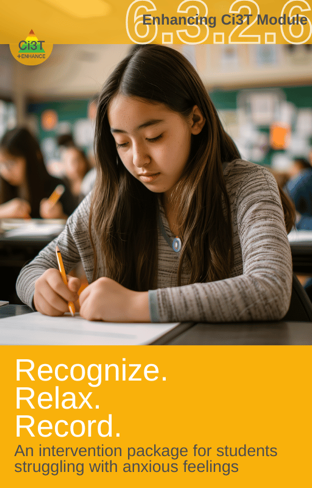 6.3.2.6
Enhancing Ci3T Module
Ci3T
+ENHANCE
Recognize.
Relax.
Record.
An intervention package for students
struggling with anxious feelings